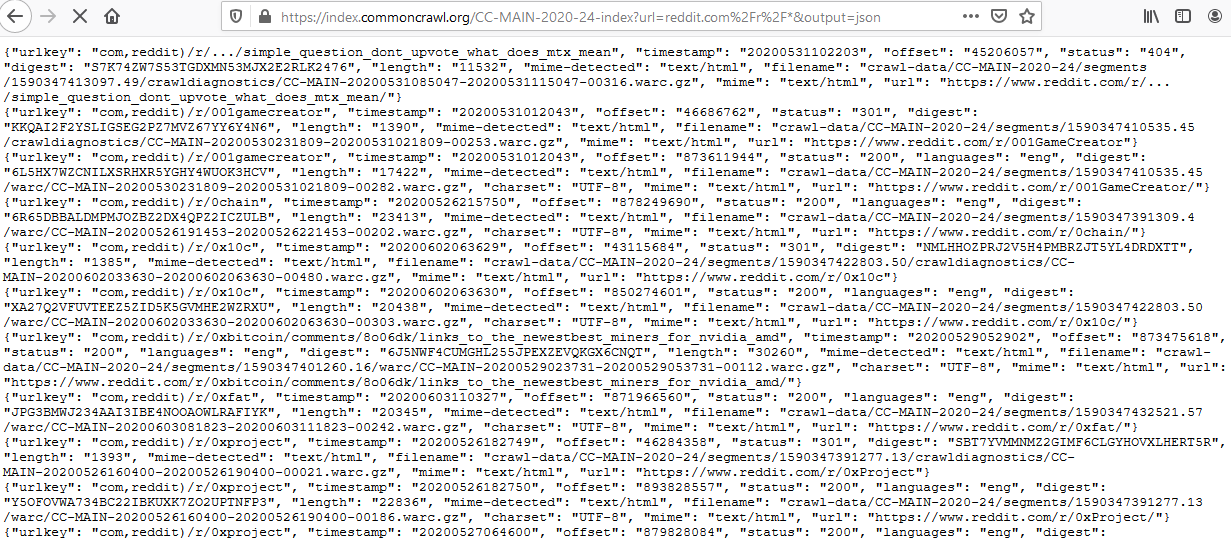 https://index.commoncrawl.org/CC-MAIN-2020-24-index?url=reddit.com%2Fr%2F*&output=json
{"urlkey": "com,reddit)/r/.../simple_question_dont_upvote_what_does_mtx_mean", "timestamp": "20200531102203", "offset": "45206057", "status": "404",
"digest": "S7K74ZW7S53TGDXMN53MJX2E2RLK2476", "length": "11532", "mime-detected": "text/html", "filename": "crawl-data/CC-MAIN-2020-24/segments
/1590347413097.49/crawldiagnostics/CC-MAIN-20200531085047-20200531115047-00316.warc.gz", "mime": "text/html", "url": "https://www.reddit.com/r/...
/simple_question_dont_upvote_what_does_mtx_mean/"}
{"urlkey": "com,reddit)/r/001gamecreator", "timestamp": "20200531012043", "offset": "46686762", "status": "301", "digest":
"KKQAI2F2YSLIGSEG2PZ7MVZ67YY6Y4N6", "length": "1390", "mime-detected": "text/html", "filename": "crawl-data/CC-MAIN-2020-24/segments/1590347410535.45
/crawldiagnostics/CC-MAIN-20200530231809-20200531021809-00253.warc.gz", "mime": "text/html", "url": "https://www.reddit.com/r/001GameCreator"}
{"urlkey": "com,reddit)/r/001gamecreator", "timestamp": "20200531012043", "offset": "873611944", "status": "200", "languages": "eng", "digest":
"6L5HX7WZCNILXSRHXR5YGHY4WUOK3HCV", "length": "17422", "mime-detected": "text/html", "filename": "crawl-data/CC-MAIN-2020-24/segments/1590347410535.45
/warc/CC-MAIN-20200530231809-20200531021809-00282.warc.gz", "charset": "UTF-8", "mime": "text/html", "url": "https://www.reddit.com/r/001GameCreator/"}
{"urlkey": "com,reddit)/r/0chain", "timestamp": "20200526215750", "offset": "878249690", "status": "200", "languages": "eng", "digest":
"6R65DBBALDMPMJOZBZ2DX4QPZ2ICZULB", "length": "23413", "mime-detected": "text/html", "filename": "crawl-data/CC-MAIN-2020-24/segments/1590347391309.4
/warc/CC-MAIN-20200526191453-20200526221453-00202.warc.gz", "charset": "UTF-8", "mime": "text/html", "url": "https://www.reddit.com/r/0chain/"}
{"urlkey": "com,reddit)/r/0x10c", "timestamp": "20200602063629", "offset": "43115684", "status": "301", "digest": "NMLHHOZPRJ2V5H4PMBRZJT5YL4DRDXTT",
"length": "1385", "mime-detected": "text/html", "filename": "crawl-data/CC-MAIN-2020-24/segments/1590347422803.50/crawldiagnostics/CC-
MAIN-20200602033630-20200602063630-00480.warc.gz", "mime": "text/html", "url": "https://www.reddit.com/r/0x10c"}
{"urlkey": "com,reddit)/r/0x10c", "timestamp": "20200602063630", "offset": "850274601", "status": "200", "languages": "eng", "digest":
"XA27Q2VFUVTEEZ5ZID5K5GVMHE2WZRXU", "length": "20438", "mime-detected": "text/html", "filename": "crawl-data/CC-MAIN-2020-24/segments/1590347422803.50
/warc/CC-MAIN-20200602033630-20200602063630-00303.warc.gz", "charset": "UTF-8", "mime": "text/html", "url": "https://www.reddit.com/r/0x10c/"}
{"urlkey": "com,reddit)/r/0xbitcoin/comments/8o06dk/links_to_the_newestbest_miners_for_nvidia_amd", "timestamp": "20200529052902", "offset": "873475618",
"status": "200", "languages": "eng", "digest": "6J5NWF4CUMGHL255JPEXZEVQKGX6CNQT", "length": "30260", "mime-detected": "text/html", "filename": "crawl-
data/CC-MAIN-2020-24/segments/1590347401260.16/warc/CC-MAIN-20200529023731-20200529053731-00112.warc.gz", "charset": "UTF-8", "mime": "text/html", "url":
"https://www.reddit.com/r/0xbitcoin/comments/8o06dk/links_to_the_newestbest_miners_for_nvidia_amd/"}
{"urlkey": "com,reddit)/r/0xfat", "timestamp": "20200603110327", "offset": "871966560", "status": "200", "languages": "eng", "digest":
"JPG3BMWJ234AAI3IBE4NOOAOWLRAFIYK", "length": "20345", "mime-detected": "text/html", "filename": "crawl-data/CC-MAIN-2020-24/segments/1590347432521.57
/warc/CC-MAIN-20200603081823-20200603111823-00242.warc.gz", "charset": "UTF-8", "mime": "text/html", "url": "https://www.reddit.com/r/0xfat/"}
{"urlkey": "com,reddit)/r/0xproject", "timestamp": "20200526182749", "offset": "46284358", "status": "301", "digest": "SBT7YVMMNMZ2GIMF6CLGYHOVXLHERT5R",
"length": "1393", "mime-detected": "text/html", "filename": "crawl-data/CC-MAIN-2020-24/segments/1590347391277.13/crawldiagnostics/CC-
MAIN-20200526160400-20200526190400-00021.warc.gz", "mime": "text/html", "url": "https://www.reddit.com/r/0xProject"}
{"urlkey": "com,reddit)/r/0xproject", "timestamp": "20200526182750", "offset": "893828557", "status": "200", "languages": "eng", "digest":
"Y5OFOVWA734BC22IBKUXK7ZO2UPTNFP3", "length": "22836", "mime-detected": "text/html", "filename": "crawl-data/CC-MAIN-2020-24/segments/1590347391277.13
/warc/CC-MAIN-20200526160400-20200526190400-00186.warc.gz", "charset": "UTF-8", "mime": "text/html", "url": "https://www.reddit.com/r/0xProject/"}
{"urlkey": "com,reddit)/r/0xproject", "timestamp": "20200527064600", "offset": "879828084", "status": "200", "languages": "eng", "digest":